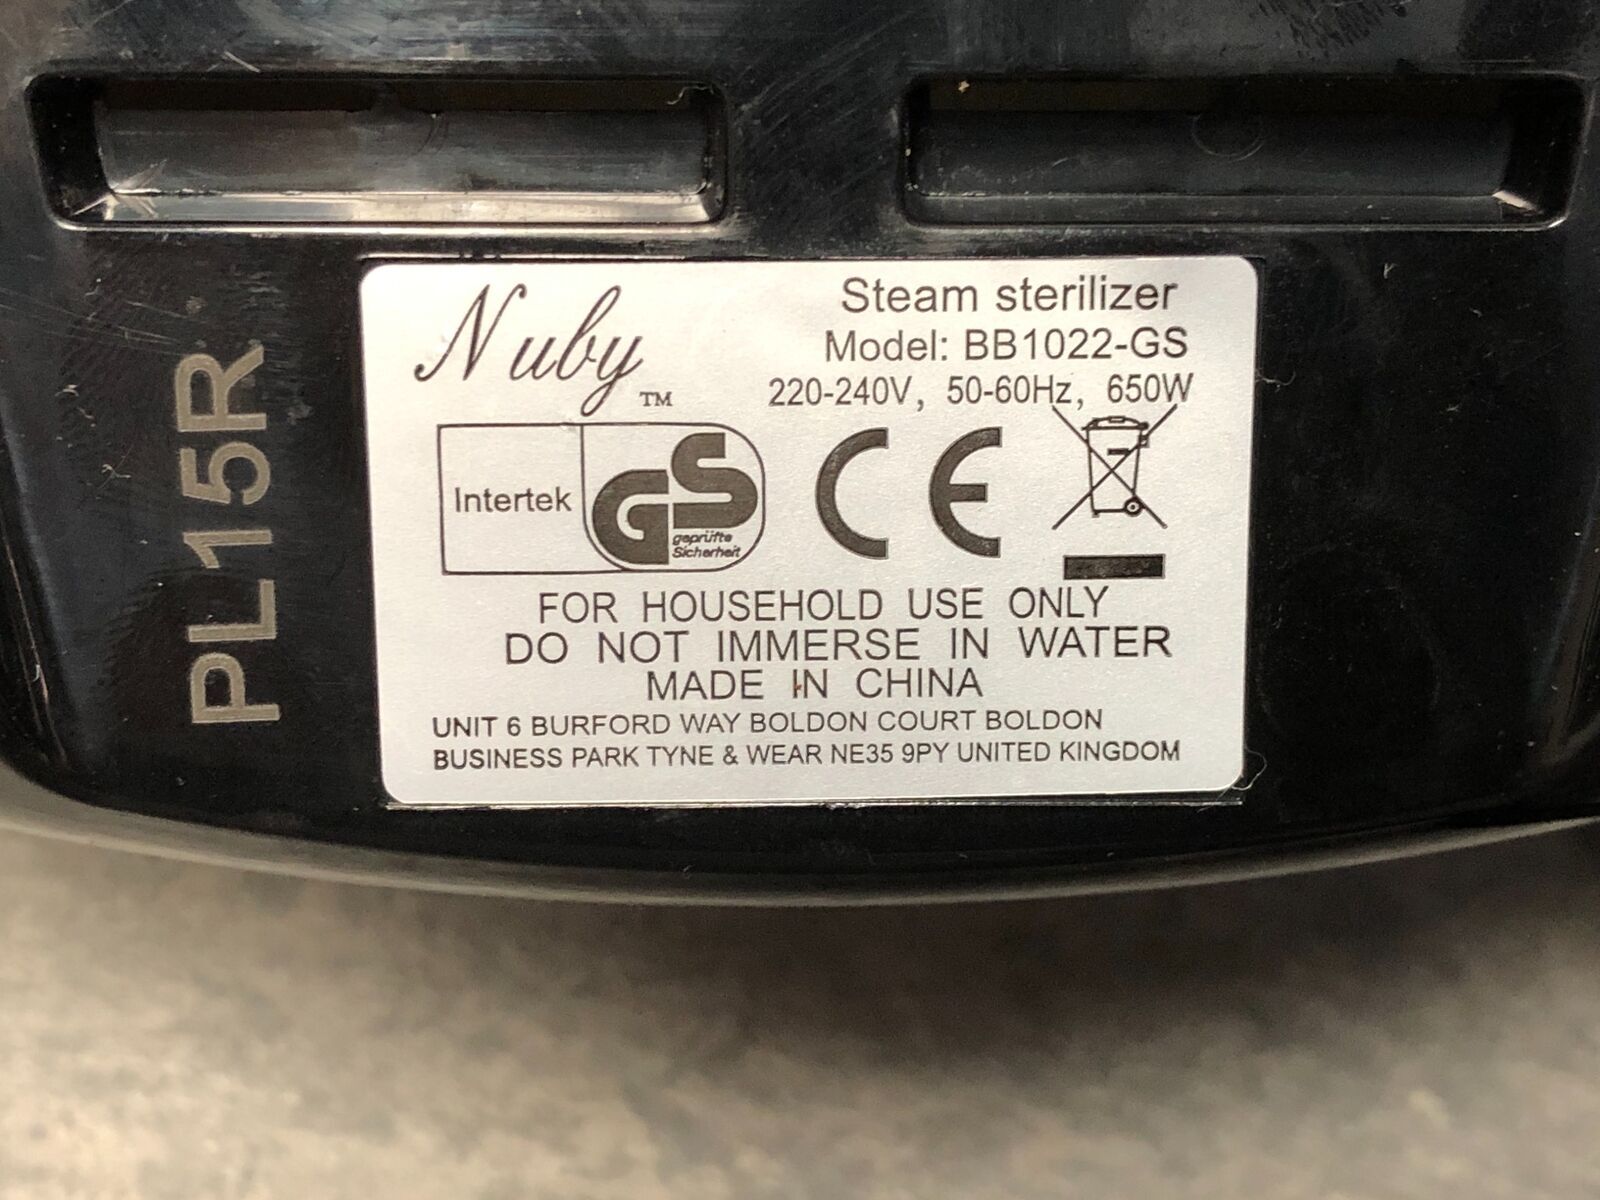 Nuby TM
Steam sterilizer
Model: BB1022-GS
220-240V, 50-60Hz, 650W
Intertek
GS
geprüfte
Sicherheit
CE
FOR HOUSEHOLD USE ONLY
DO NOT IMMERSE IN WATER
MADE IN CHINA
UNIT 6 BURFORD WAY BOLDON COURT BOLDON
BUSINESS PARK TYNE & WEAR NE35 9PY UNITED KINGDOM
PL15R